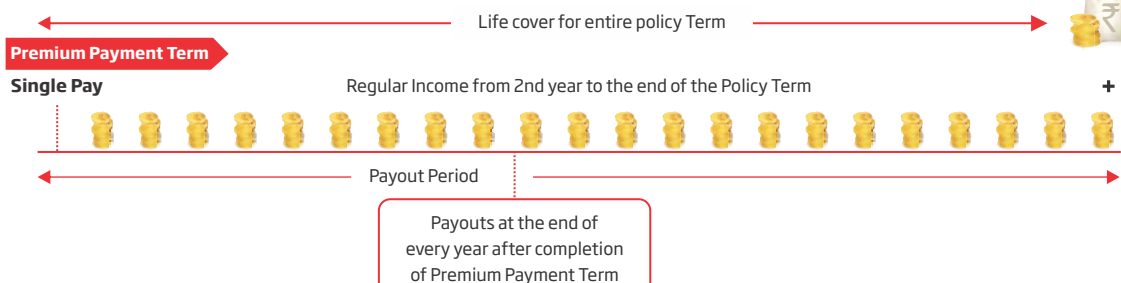 Life cover for entire policy Term
₹
Premium Payment Term
Single Pay
Regular Income from 2nd year to the end of the Policy Term
+
Payout Period
Payouts at the end of
every year after completion
of Premium Payment Term